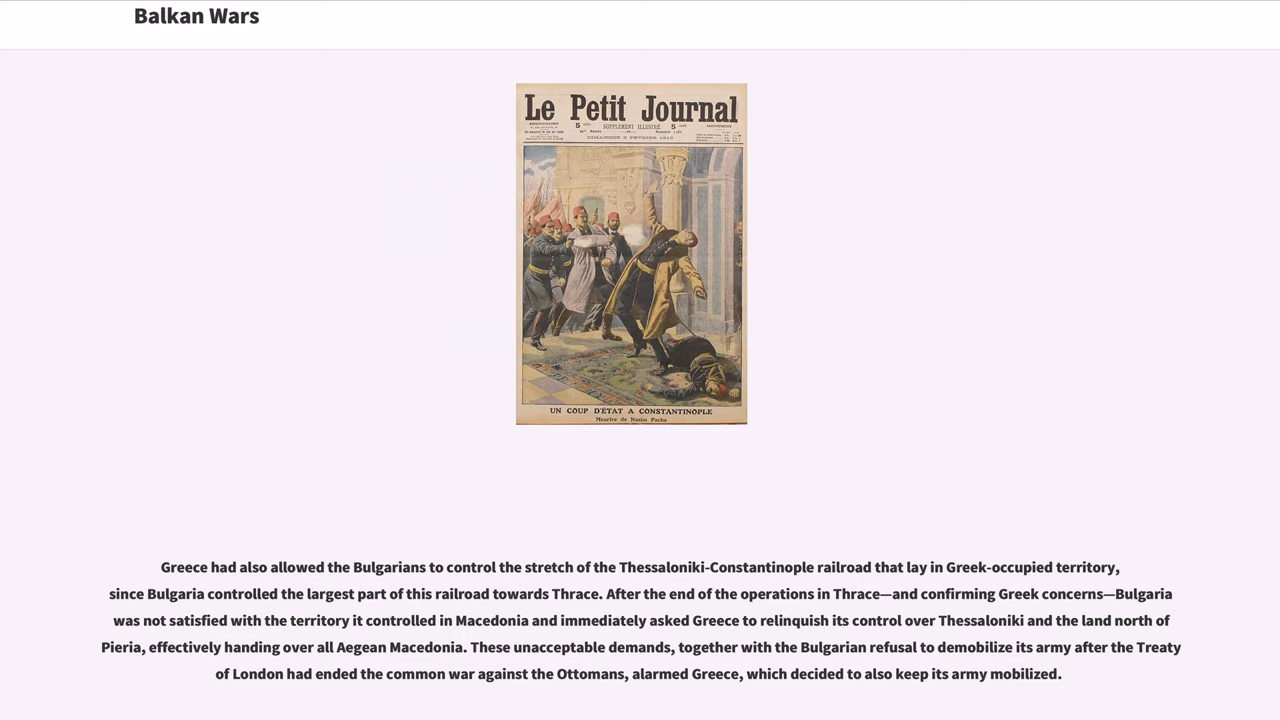 Balkan Wars
Le Petit Journal
5
SUPPLÉMENT ILLUSTRÉ
5
DIMANCHE 9 FEVRIER 1913
UN COUP D'ÉTAT A CONSTANTINOPLE
Meurtre de Nazim Pacha
Greece had also allowed the Bulgarians to control the stretch of the Thessaloniki-Constantinople railroad that lay in Greek-occupied territory,
since Bulgaria controlled the largest part of this railroad towards Thrace. After the end of the operations in Thrace—and confirming Greek concerns—Bulgaria
was not satisfied with the territory it controlled in Macedonia and immediately asked Greece to relinquish its control over Thessaloniki and the land north of
Pieria, effectively handing over all Aegean Macedonia. These unacceptable demands, together with the Bulgarian refusal to demobilize its army after the Treaty
of London had ended the common war against the Ottomans, alarmed Greece, which decided to also keep its army mobilized.